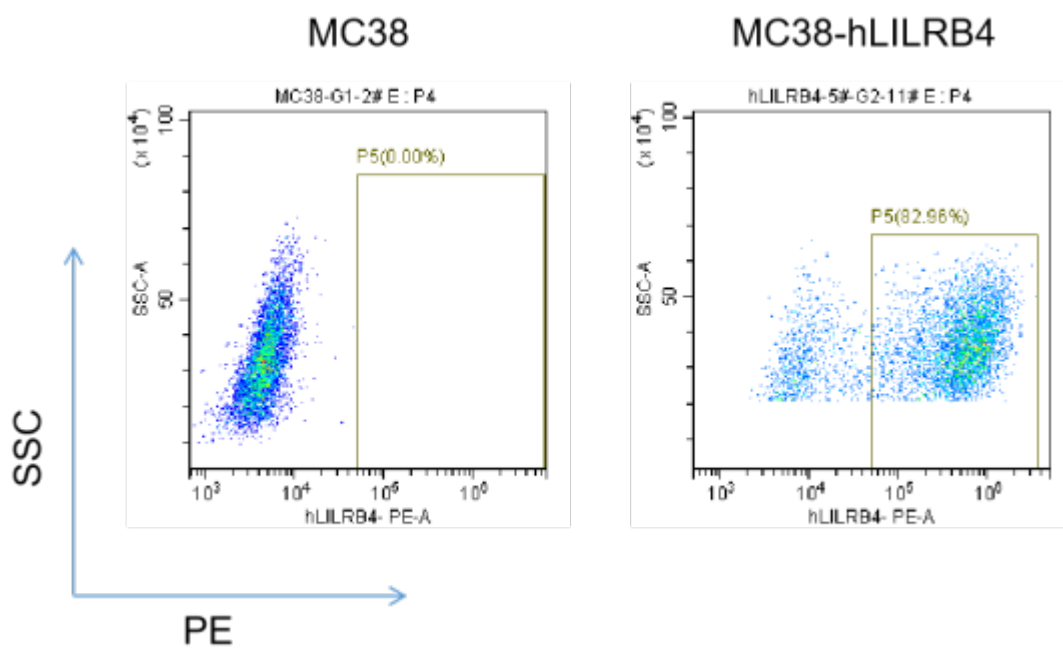 MC38
MC38-hLILRB4
MC38-G1-2# E : P4
P5(0.00%)
(x 10⁴)
100
50
SSC-A
10³ 10⁴ 10⁵ 10⁶
hLILRB4- PE-A
hLILRB4-5#-G2-11# E : P4
P5(82.96%)
(x 10⁴)
100
50
SSC-A
10³ 10⁴ 10⁵ 10⁶
hLILRB4- PE-A
SSC
PE